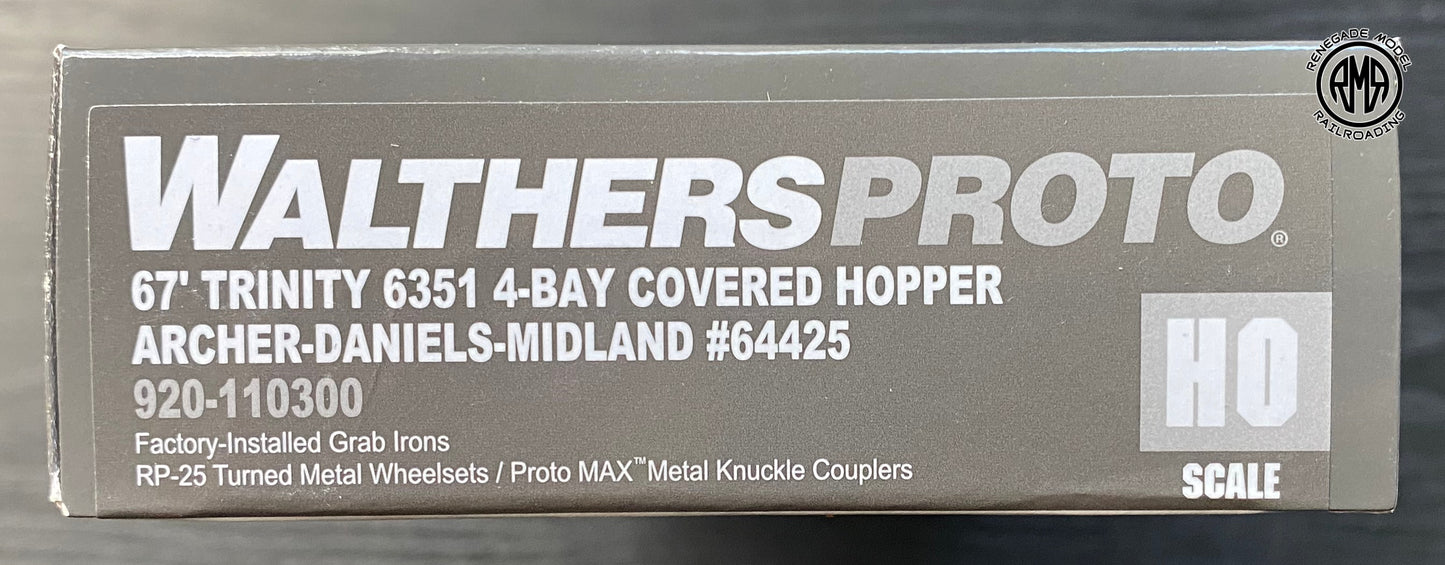 RENEGADE MODEL
RMR
RAILROADING
WALTHERSPROTO®
67' TRINITY 6351 4-BAY COVERED HOPPER
ARCHER-DANIELS-MIDLAND #64425
920-110300
Factory-Installed Grab Irons
RP-25 Turned Metal Wheelsets / Proto MAX™ Metal Knuckle Couplers
HO
SCALE